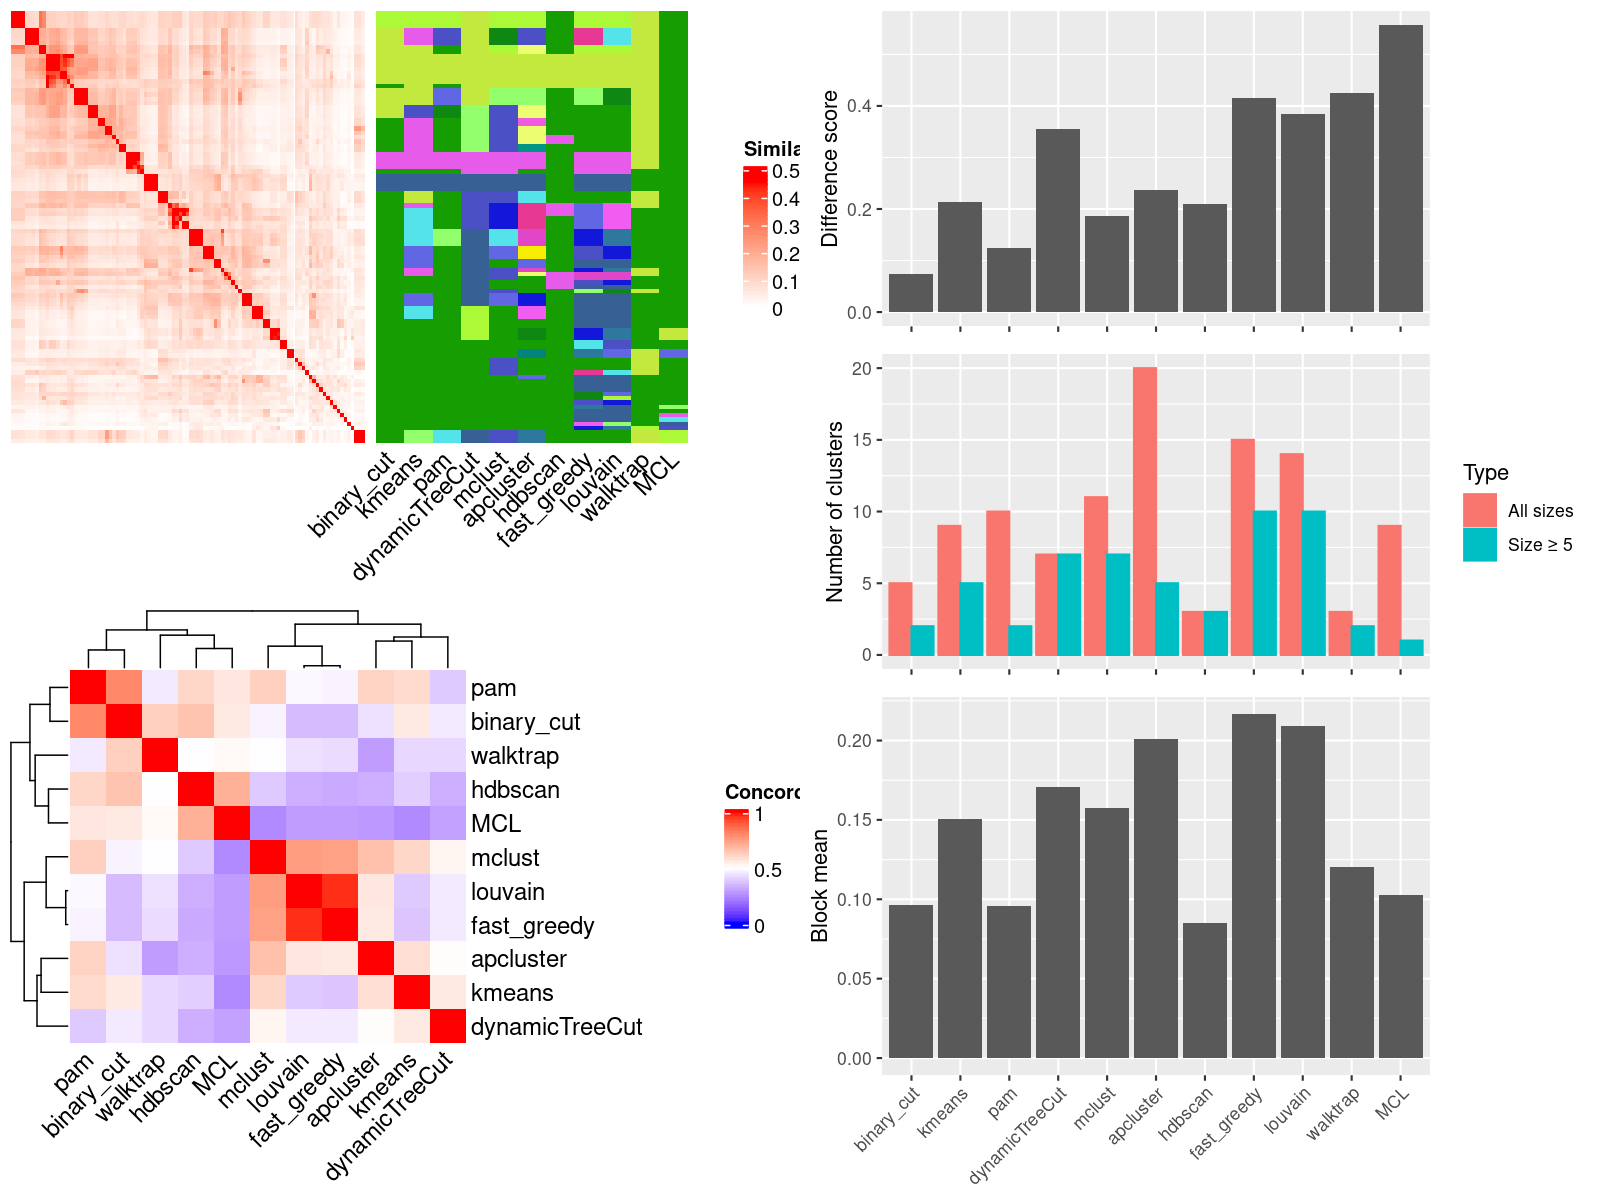 Simila
0.5
0.4
0.3
0.2
0.1
0
binary_cut
kmeans
pam
dynamicTreeCut
mclust
apcluster
hdbscan
fast_greedy
louvain
walktrap
MCL
pam
binary_cut
walktrap
hdbscan
MCL
mclust
louvain
fast_greedy
apcluster
kmeans
dynamicTreeCut
pam
binary_cut
walktrap
hdbscan
MCL
mclust
louvain
fast_greedy
apcluster
kmeans
dynamicTreeCut
Concord
1
0.5
0
Difference score
0.4
0.2
0.0
Number of clusters
20
15
10
5
0
Type
All sizes
Size ≥ 5
Block mean
0.20
0.15
0.10
0.05
0.00
binary_cut
kmeans
pam
dynamicTreeCut
mclust
apcluster
hdbscan
fast_greedy
louvain
walktrap
MCL